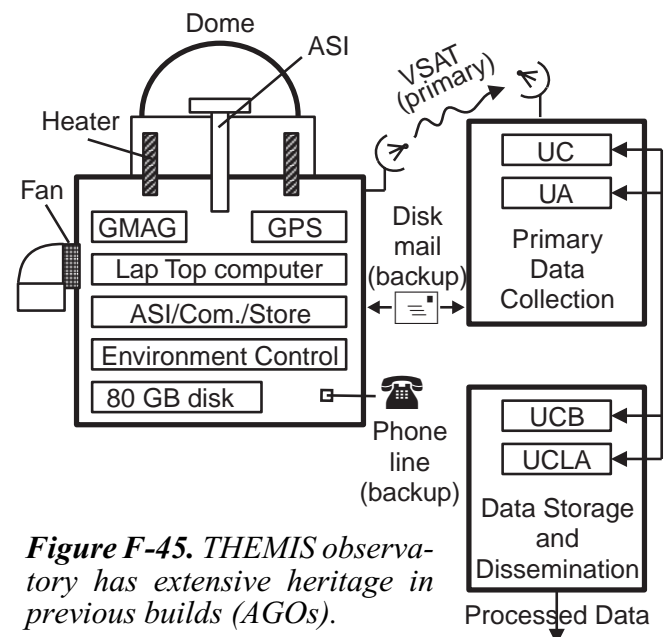 Dome
ASI
VSAT
(primary)
Heater
Fan
GMAG
GPS
Lap Top computer
ASI/Com./Store
Environment Control
80 GB disk
Disk
mail
(backup)
Phone
line
(backup)
UC
UA
Primary
Data
Collection
UCB
UCLA
Data Storage
and
Dissemination
Processed Data
Figure F-45. THEMIS observa-
tory has extensive heritage in
previous builds (AGOs).